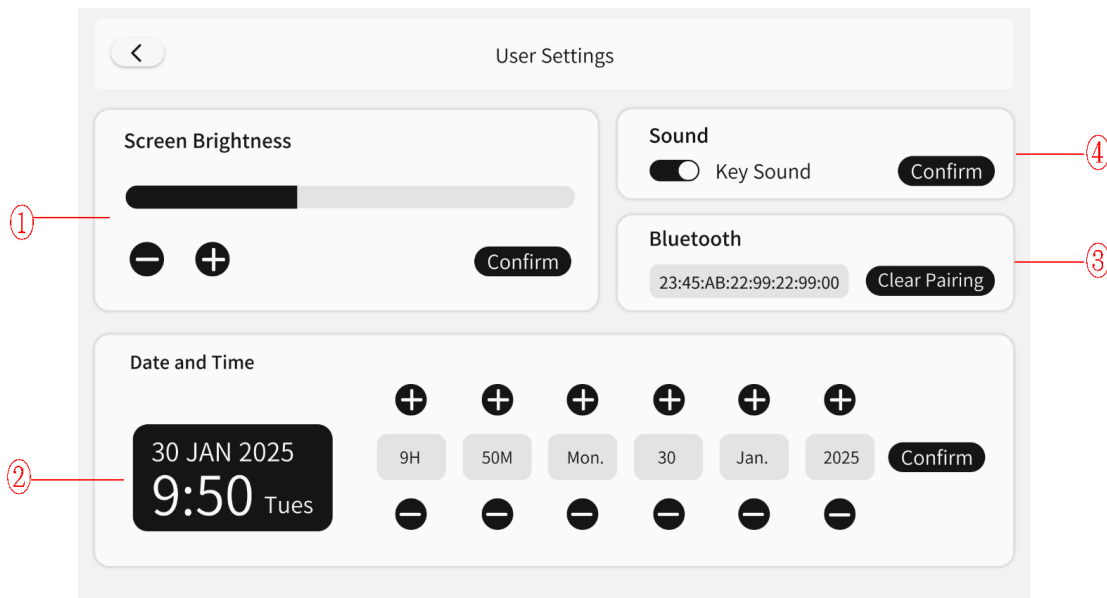 User Settings
Screen Brightness
①
Confirm
Sound
Key Sound
Confirm
④
Bluetooth
23:45:AB:22:99:22:99:00
Clear Pairing
③
Date and Time
②
30 JAN 2025
9:50 Tues
9H 50M Mon. 30 Jan. 2025
Confirm